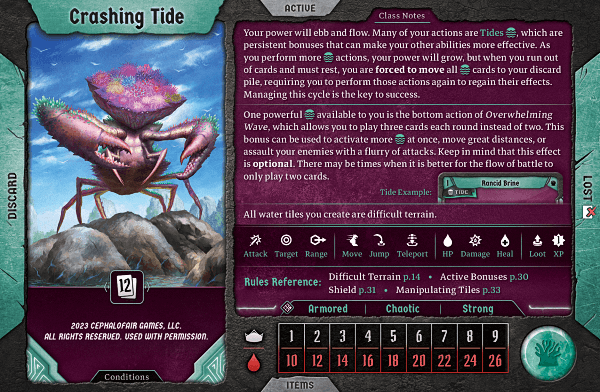 Crashing Tide
ACTIVE
Class Notes
Your power will ebb and flow. Many of your actions are Tides , which are
persistent bonuses that can make your other abilities more effective. As
you perform more actions, your power will grow, but when you run out
of cards and must rest, you are forced to move all cards to your discard
pile, requiring you to perform those actions again to regain their effects.
Managing this cycle is the key to success.
One powerful available to you is the bottom action of Overwhelming
Wave, which allows you to play three cards each round instead of two. This
bonus can be used to activate more at once, move great distances, or
assault your enemies with a flurry of attacks. Keep in mind that this effect
is optional. There may be times when it is better for the flow of battle to
only play two cards.
Tide Example:
Rancid Brine
TIDE
All water tiles you create are difficult terrain.
Attack Target Range Move Jump Teleport HP Damage Heal Loot XP
Rules Reference:
Difficult Terrain p.14 • Active Bonuses p.30
Shield p.31 • Manipulating Tiles p.33
Armored Chaotic Strong
DISCARD
LOST
12
2023 CEPHALOFAIR GAMES, LLC.
ALL RIGHTS RESERVED. USED WITH PERMISSION.
Conditions
1 2 3 4 5 6 7 8 9
10 12 14 16 18 20 22 24 26
ITEMS